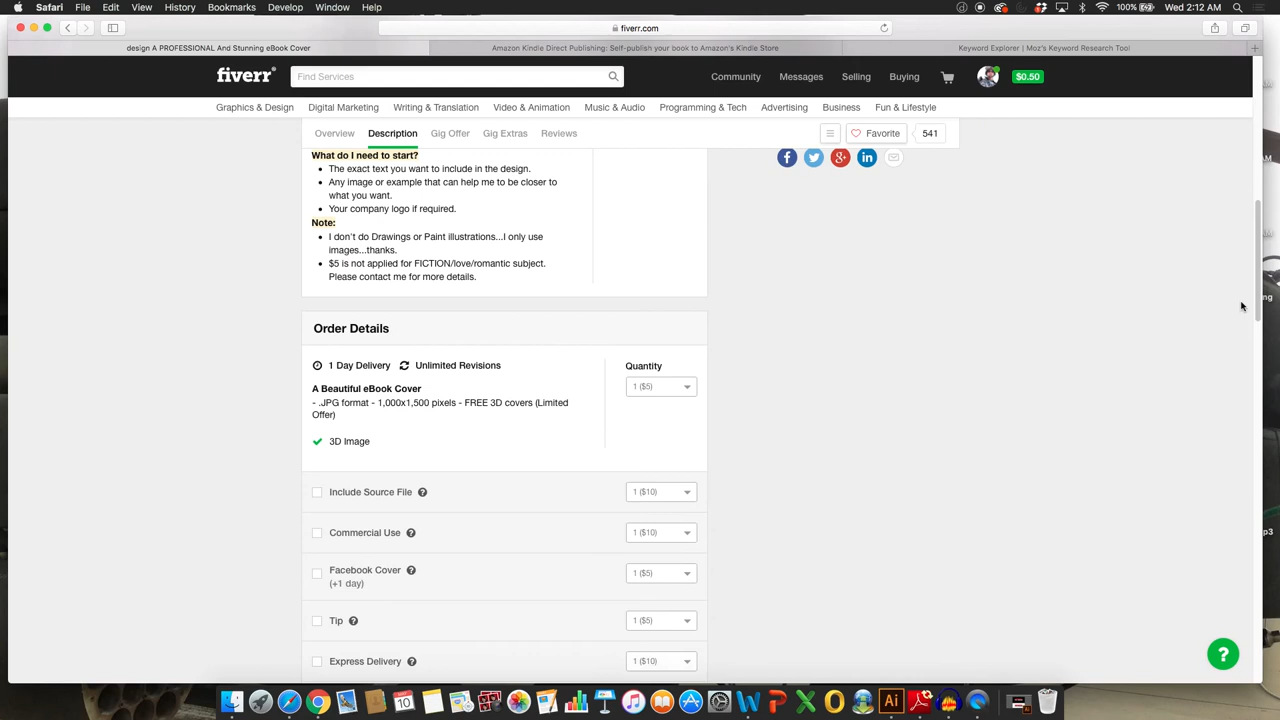 Safari File Edit View History Bookmarks Develop Window Help 100% Wed 2:12 AM
fiverr.com
design A PROFESSIONAL And Stunning eBook Cover
Amazon Kindle Direct Publishing: Self-publish your book to Amazon's Kindle Store
Keyword Explorer | Moz's Keyword Research Tool
fiverr Find Services Community Messages Selling Buying $0.50
Graphics & Design Digital Marketing Writing & Translation Video & Animation Music & Audio Programming & Tech Advertising Business Fun & Lifestyle
Overview Description Gig Offer Gig Extras Reviews Favorite 541
What do I need to start?
The exact text you want to include in the design.
Any image or example that can help me to be closer to
what you want.
Your company logo if required.
Note:
I don't do Drawings or Paint illustrations...I only use
images...thanks.
$5 is not applied for FICTION/love/romantic subject.
Please contact me for more details.
Order Details
1 Day Delivery Unlimited Revisions Quantity
1 ($5)
A Beautiful eBook Cover
- .JPG format - 1,000x1,500 pixels - FREE 3D covers (Limited
Offer)
3D Image
Include Source File ? 1 ($10)
Commercial Use ? 1 ($10)
Facebook Cover ? 1 ($5)
(+1 day)
Tip ? 1 ($5)
Express Delivery ? 1 ($10)
?